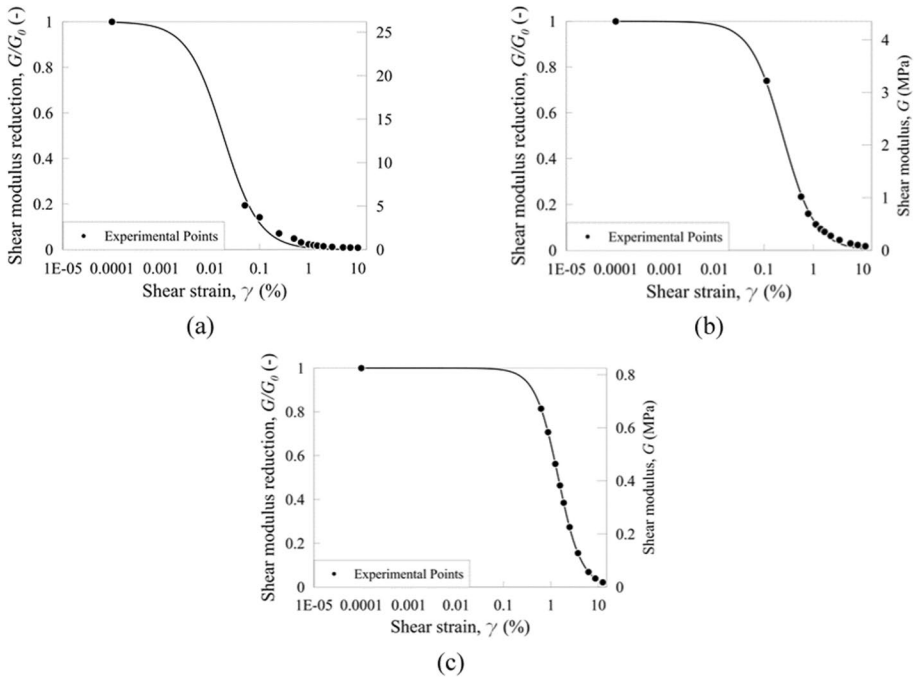 Shear modulus reduction, G/G0 (-)
1
0.8
0.6
0.4
0.2
0
25
20
15
10
5
0
Experimental Points
1E-05 0.0001 0.01 0.1 1 10
Shear strain, γ (%)
(a)
Shear modulus reduction, G/G0 (-)
1
0.8
0.6
0.4
0.2
0
4
3
2
1
0
Shear modulus, G (MPa)
Experimental Points
1E-05 0.0001 0.001 0.01 0.1 1 10
Shear strain, γ (%)
(b)
Shear modulus reduction, G/G0 (-)
1
0.8
0.6
0.4
0.2
0
0.8
0.6
0.4
0.2
0
Shear modulus, G (MPa)
Experimental Points
1E-05 0.0001 0.001 0.01 0.1 1 10
Shear strain, γ (%)
(c)